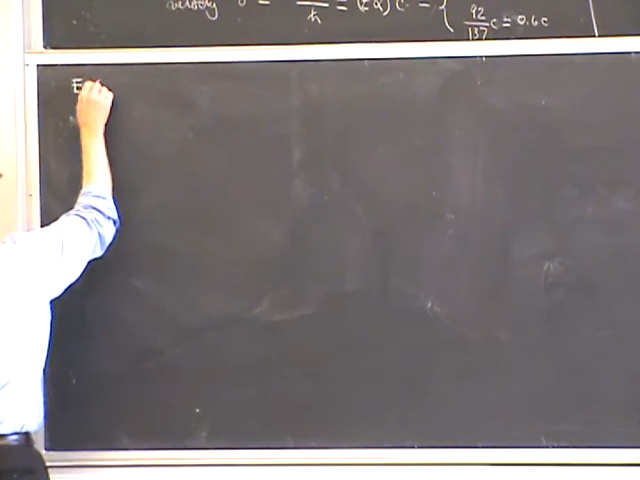 velocity v = — = (Zα) c = {
ħ
92/137 c = 0.6c
E